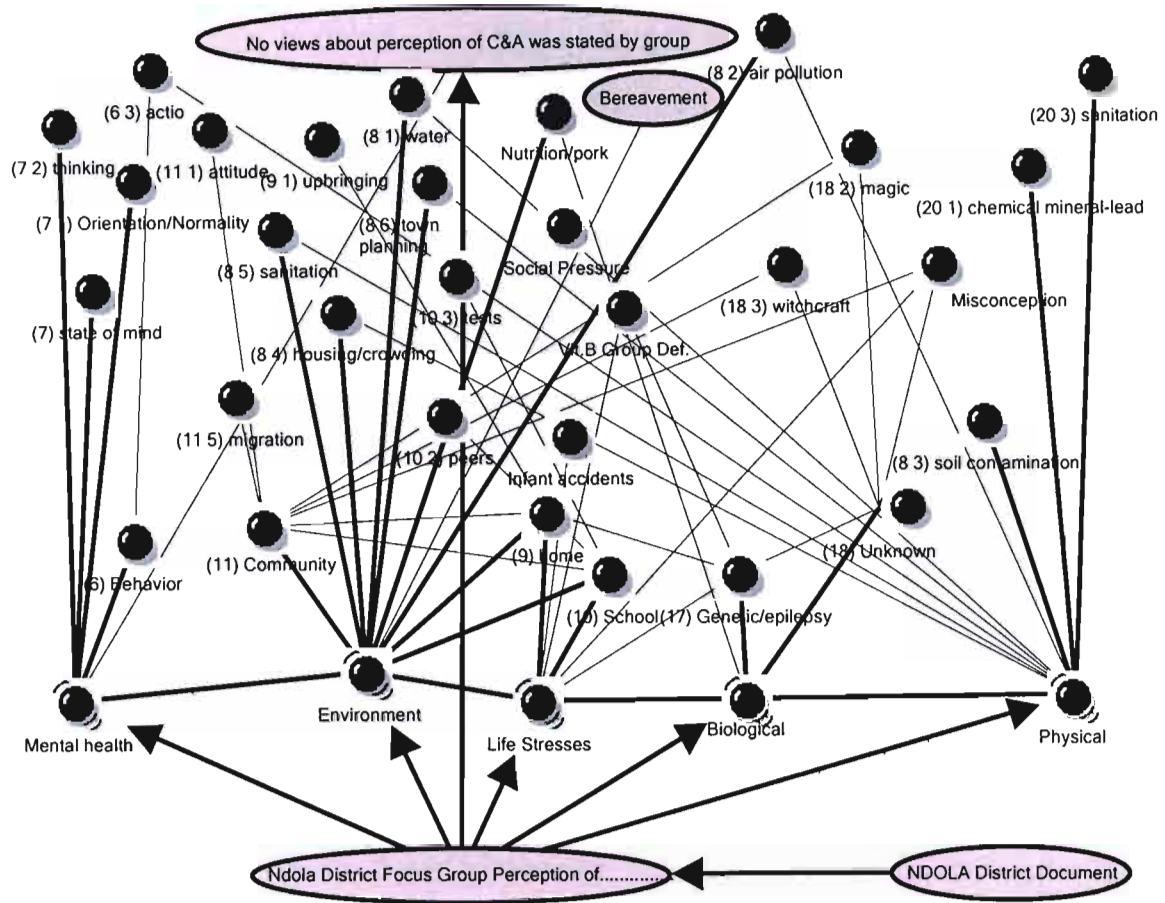 No views about perception of C&A was stated by group
(8 2) air pollution
Bereavement
(6 3) actio
(20 3) sanitation
(8 1) water
Nutrition/pork
(7 2) thinking
(11 1) attitude
(9 1) upbringing
(18 2) magic
(20 1) chemical mineral-lead
Orientation/Normality
(8 6) town
planning
(8 5) sanitation
Social Pressure
(18 3) witchcraft
Misconception
(7) state of mind
(10 3) tests
(8 4) housing/crowding
Vit.B Group Def.
(11 5) migration
(10 2) peers
(8 3) soil contamination
Infant accidents
(9) home
(18) Unknown
(11) Community
(6) Behavior
(10) School
(17) Genetic/epilepsy
Environment
Biological
Mental health
Life Stresses
Physical
Ndola District Focus Group Perception of.............
NDOLA District Document